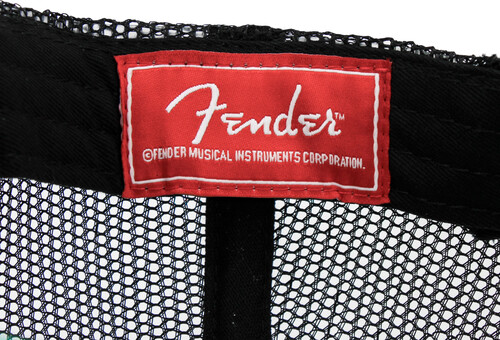 Fender™
©FENDER MUSICAL INSTRUMENTS CORPORATION.